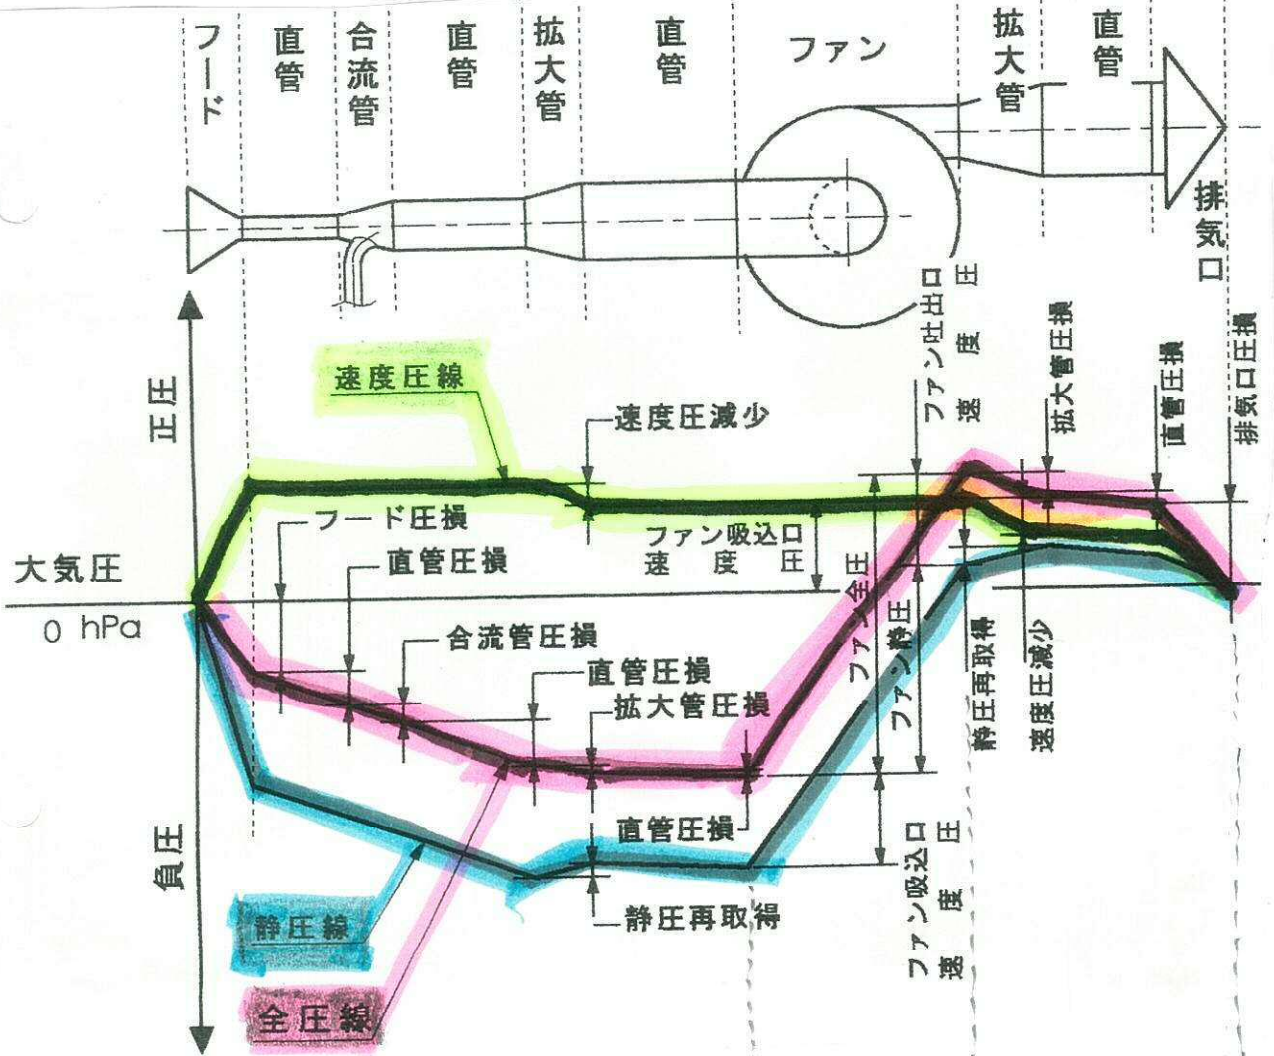 フード
直管
合流管
直管
拡大管
直管
ファン
拡大管
直管
排気口
正圧
速度圧線
速度圧減少
ファン吐出口
速度圧
拡大管圧損
直管圧損
排気口圧損
フード圧損
直管圧損
ファン吸込口
速度圧
大気圧
0 hPa
合流管圧損
直管圧損
拡大管圧損
ファン全圧
ファン静圧
静圧再取得
速度圧減少
直管圧損
負圧
静圧線
静圧再取得
ファン吸込口
速度圧
全圧線